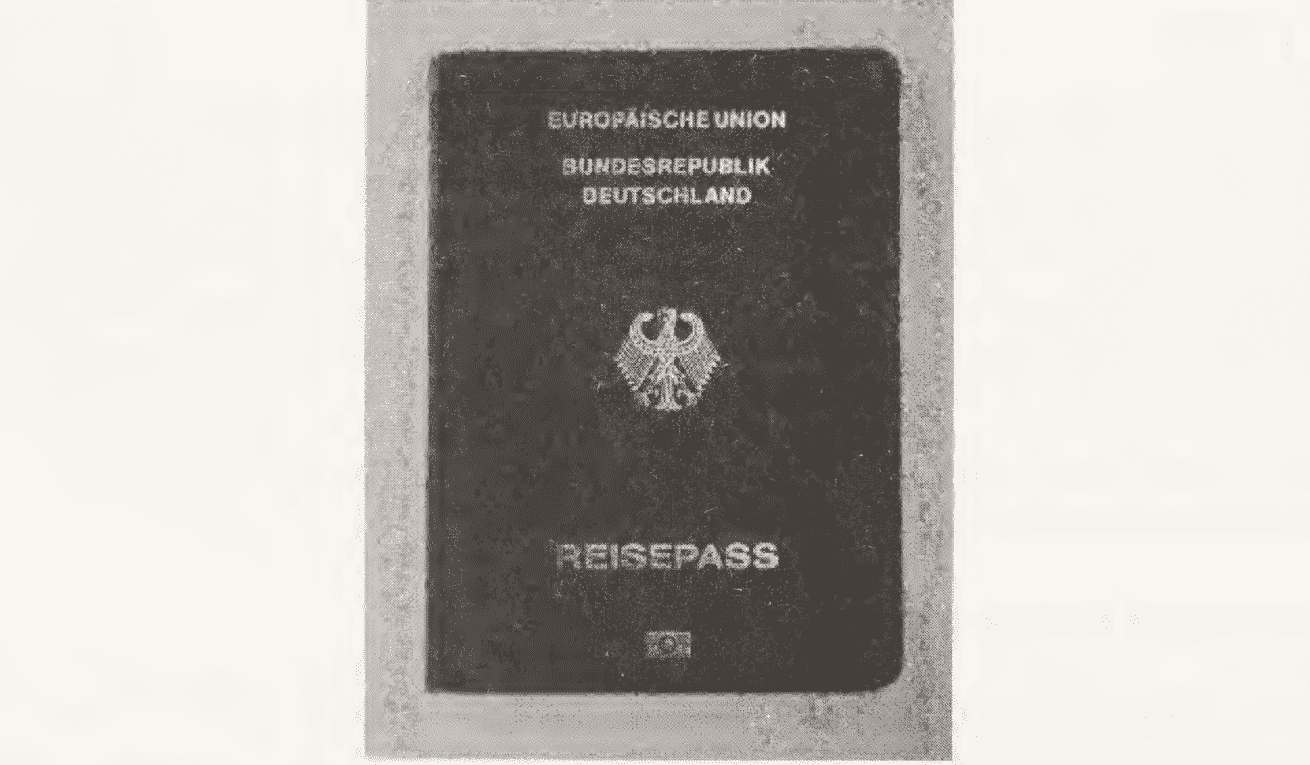 EUROPÄISCHE UNION
BUNDESREPUBLIK
DEUTSCHLAND
REISEPASS